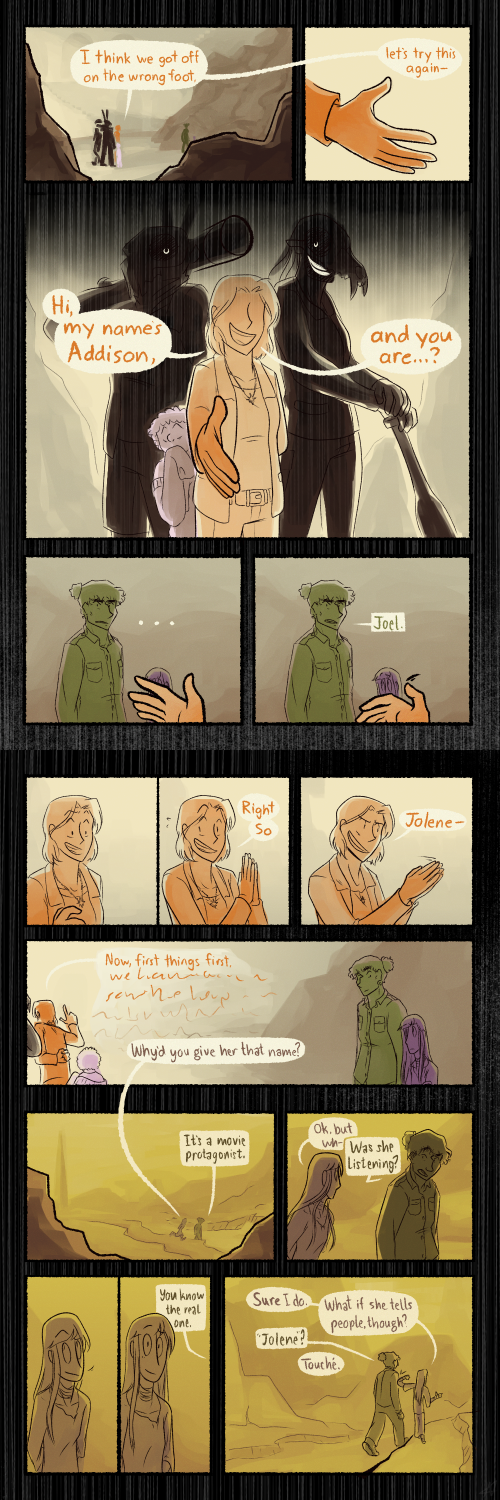 I think we got off
on the wrong foot.
let's try this
again—
Hi,
my name's
Addison,
and you
are...?
...
Joel.
Right
So
Jolene—
Now, first things first,
Why'd you give her that name?
It's a movie
protagonist.
Ok, but
wh-
Was she
listening?
You know
the real
one.
Sure I do.
What if she tells
people, though?
"Jolene"?
Touché.